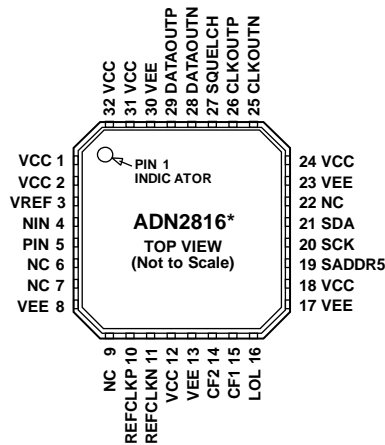 32 VCC
31 VCC
30 VEE
29 DATAOUTP
28 DATAOUTN
27 SQUELCH
26 CLKOUTP
25 CLKOUTN
VCC 1
VCC 2
VREF 3
NIN 4
PIN 5
NC 6
NC 7
VEE 8
PIN 1
INDIC ATOR
ADN2816*
TOP VIEW
(Not to Scale)
24 VCC
23 VEE
22 NC
21 SDA
20 SCK
19 SADDR5
18 VCC
17 VEE
NC 9
REFCLKP 10
REFCLKN 11
VCC 12
VEE 13
CF2 14
CF1 15
LOL 16